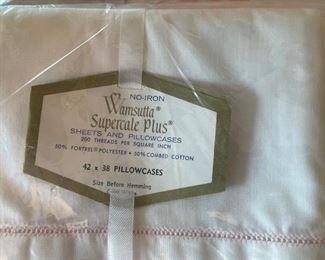 NO-IRON
Wamsutta®
Supercale Plus®
SHEETS AND PILLOWCASES
200 THREADS PER SQUARE INCH
50% FORTREL® POLYESTER • 50% COMBED COTTON
42 x 38 PILLOWCASES
Size Before Hemming